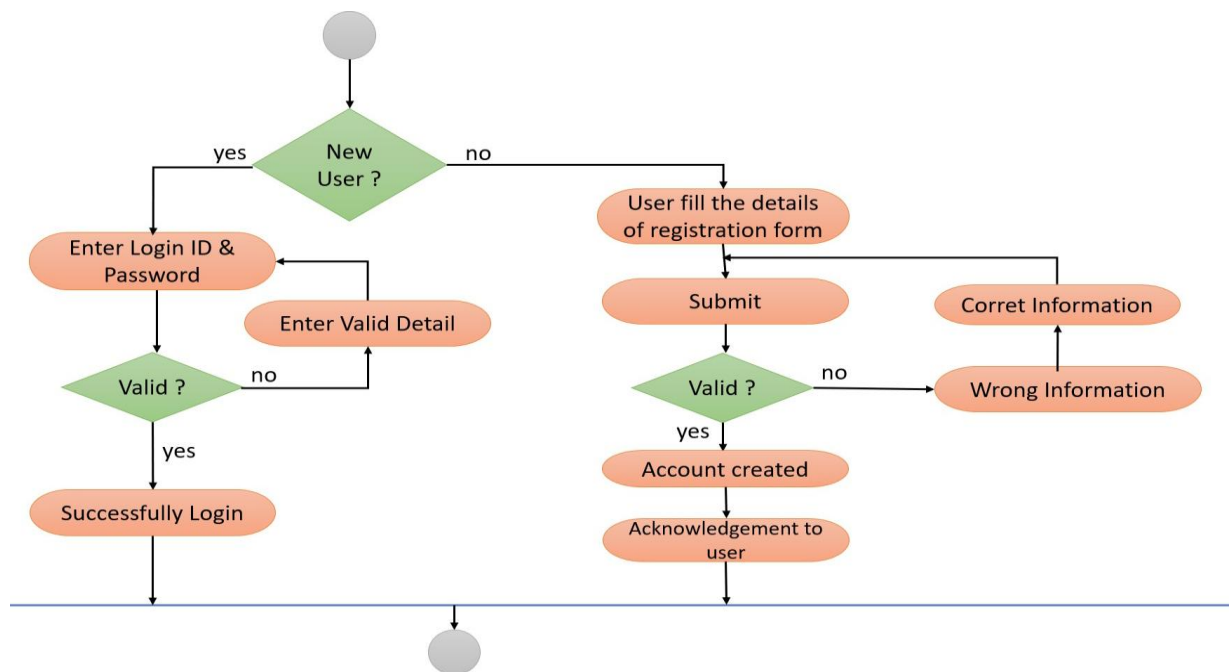 New
User ?
yes
no
Enter Login ID &
Password
Enter Valid Detail
Valid ?
no
yes
Successfully Login
User fill the details
of registration form
Submit
Corret Information
Valid ?
no
Wrong Information
yes
Account created
Acknowledgement to
user